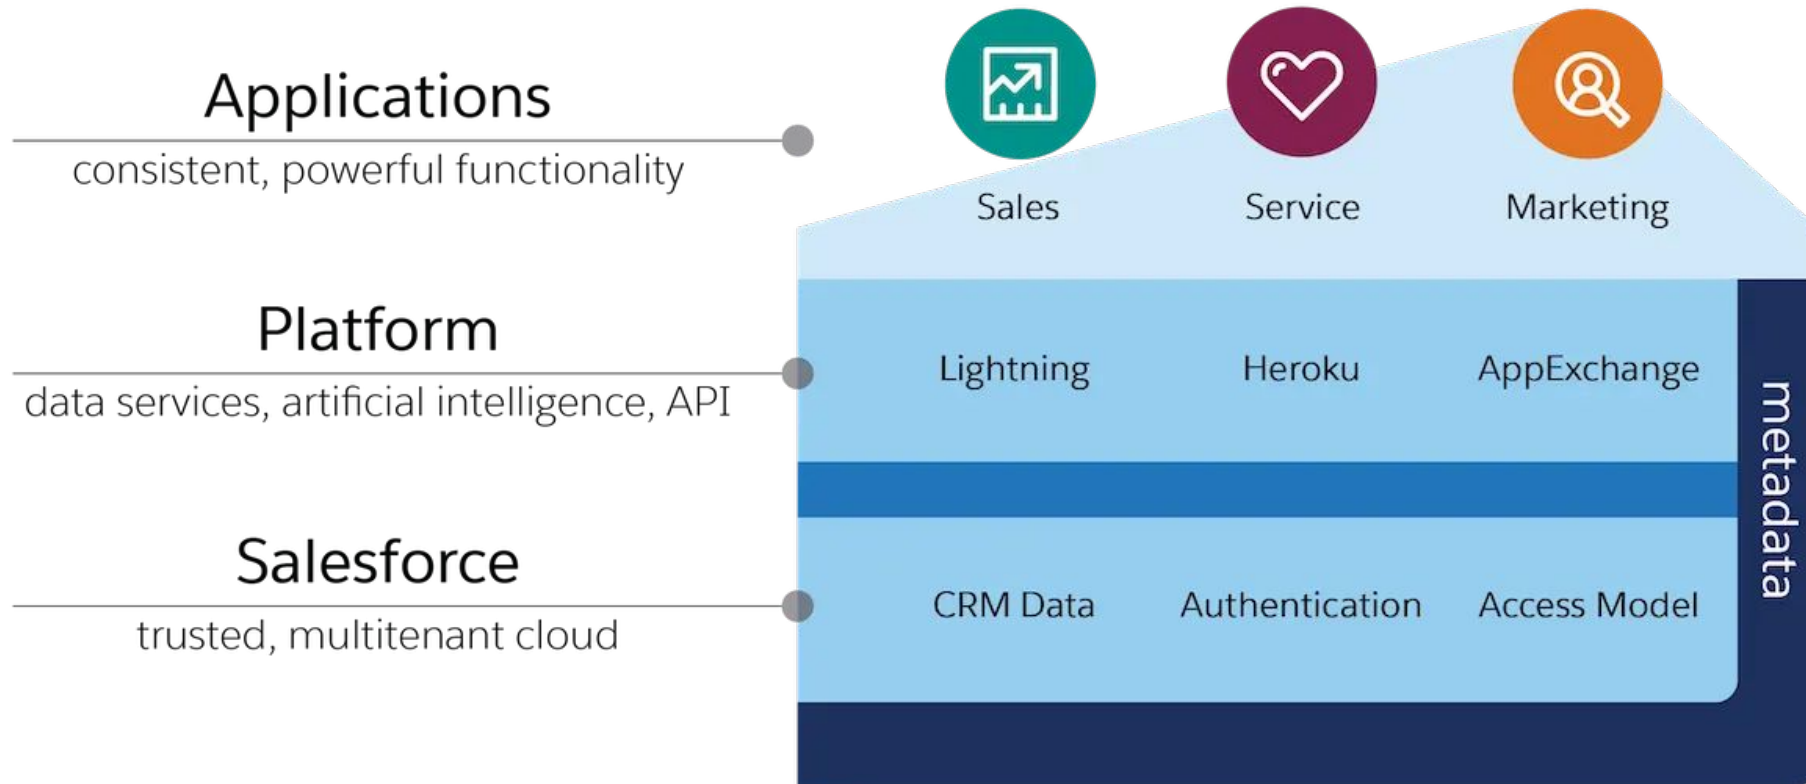 Applications
consistent, powerful functionality
Sales
Service
Marketing
Platform
data services, artificial intelligence, API
Lightning
Heroku
AppExchange
Salesforce
trusted, multitenant cloud
CRM Data
Authentication
Access Model
metadata